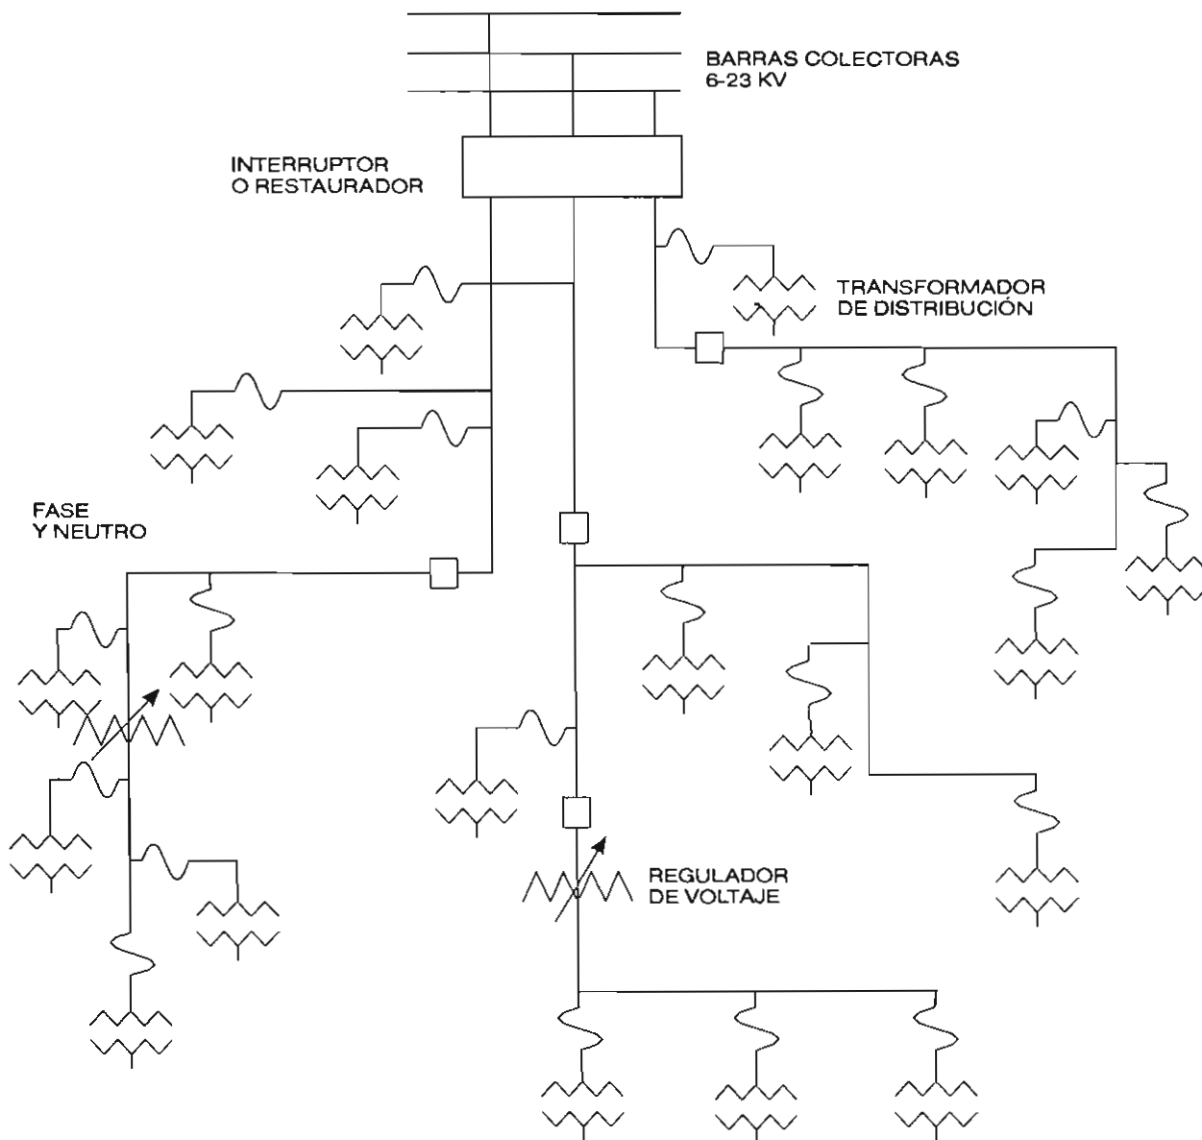 BARRAS COLECTORAS
6-23 KV
INTERRUPTOR
O RESTAURADOR
TRANSFORMADOR
DE DISTRIBUCIÓN
FASE
Y NEUTRO
REGULADOR
DE VOLTAJE